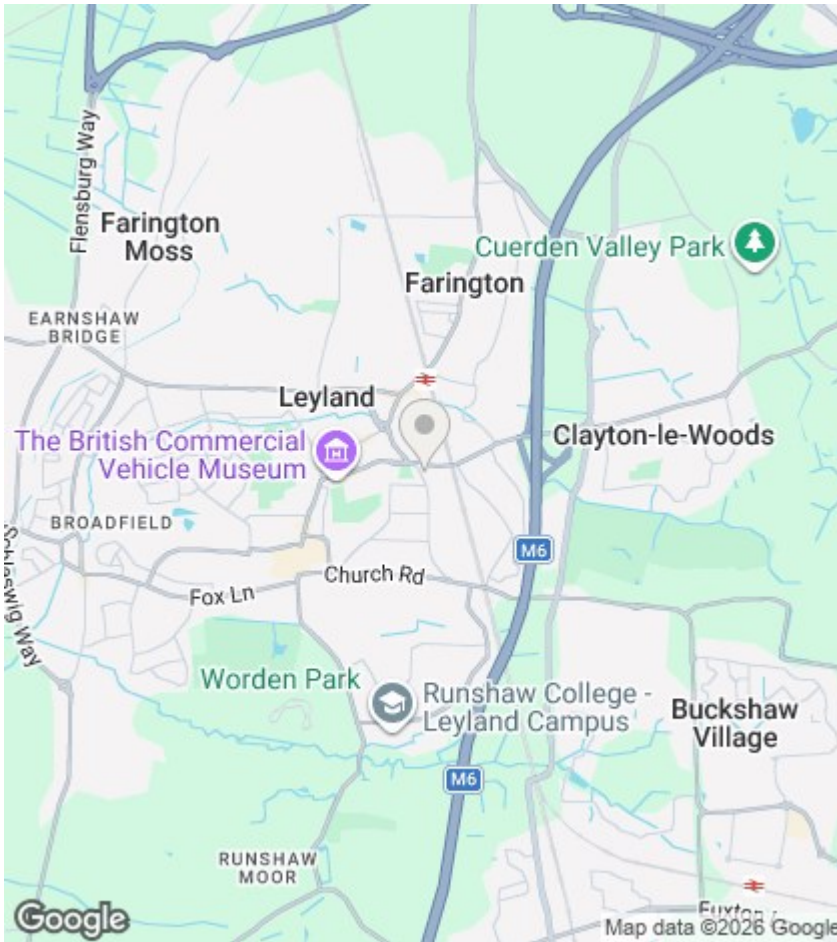 Flensburg Way
Farington
Moss
Cuerden Valley Park
Farington
EARNSHAW
BRIDGE
Leyland
The British Commercial
Vehicle Museum
Clayton-le-Woods
BROADFIELD
M6
Church Rd
Fox Ln
Schleswig Way
Worden Park
Runshaw College -
Leyland Campus
Buckshaw
Village
M6
RUNSHAW
MOOR
Google
Map data ©2026 Google